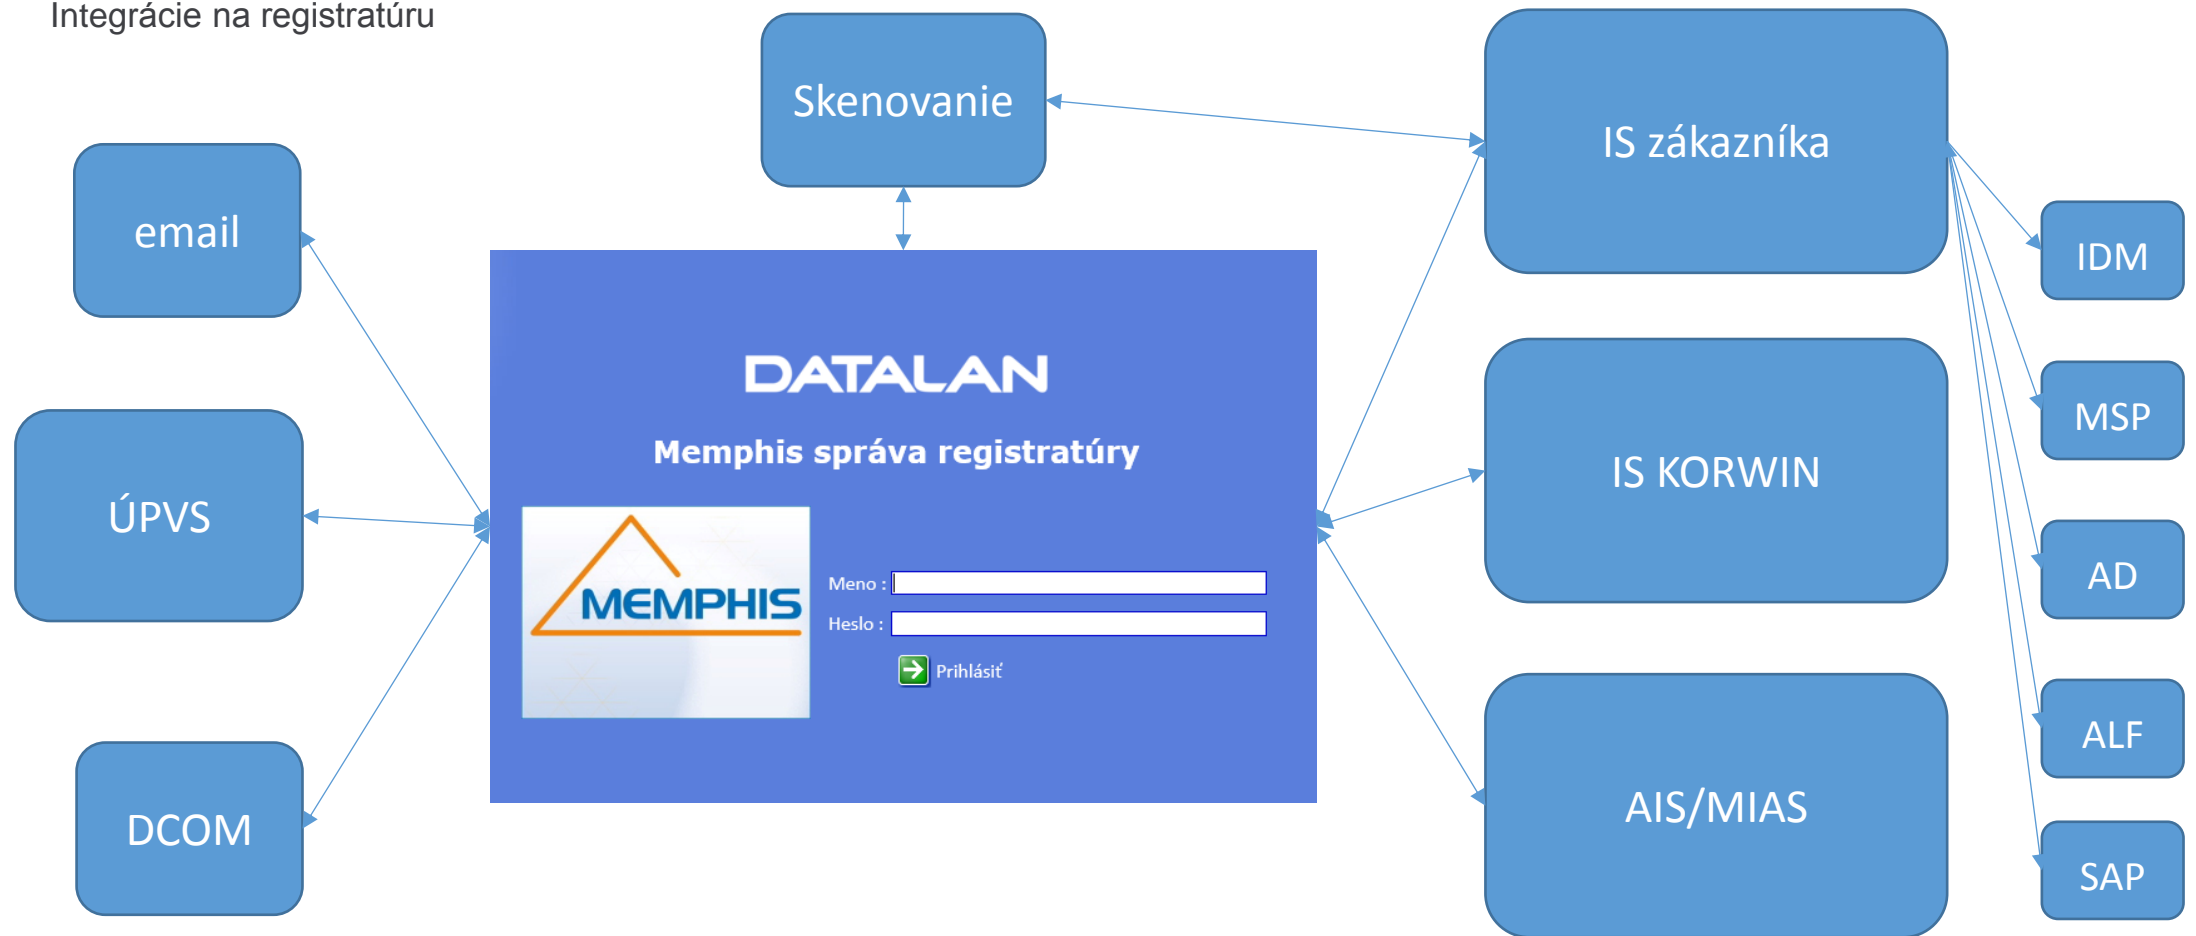 Integrácie na registratúru
Skenovanie
IS zákazníka
email
IDM
DATALAN
MSP
Memphis správa registratúry
IS KORWIN
ÚPVS
AD
Meno :
MEMPHIS
Heslo :
Prihlásiť
ALF
AIS/MIAS
DCOM
SAP